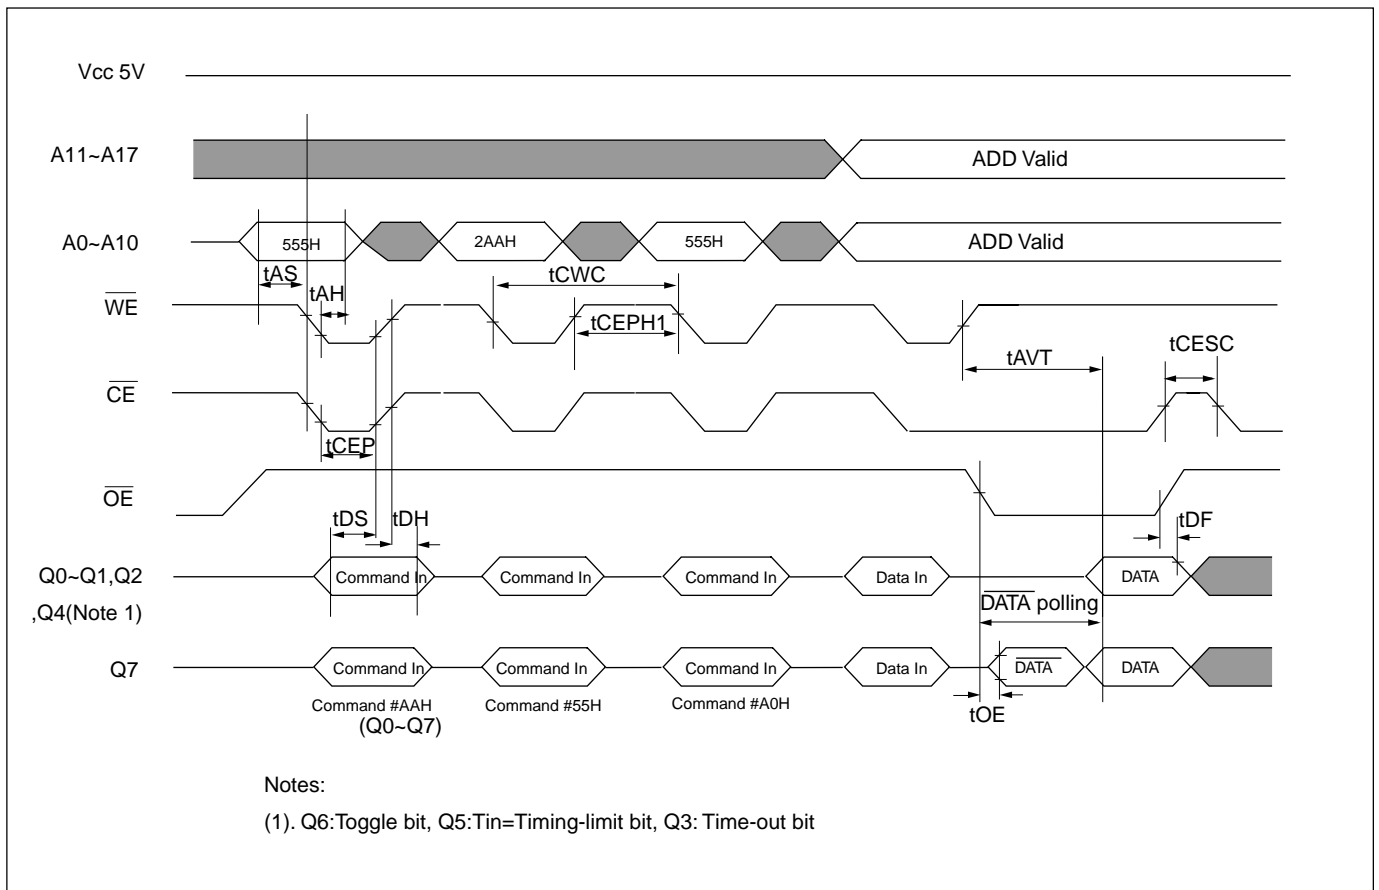 Vcc 5V
A11~A17
ADD Valid
A0~A10
555H
2AAH
555H
ADD Valid
tAS
tAH
tCWC
WE
tCEPH1
tAVT
tCESC
CE
tCEP
OE
tDS
tDH
tDF
Q0~Q1,Q2
,Q4(Note 1)
Command In
Command In
Command In
Data In
DATA
DATA polling
Q7
Command In
Command In
Command In
Data In
DATA
DATA
Command #AAH
Command #55H
Command #A0H
(Q0~Q7)
tOE
Notes:
(1). Q6:Toggle bit, Q5:Tin=Timing-limit bit, Q3: Time-out bit